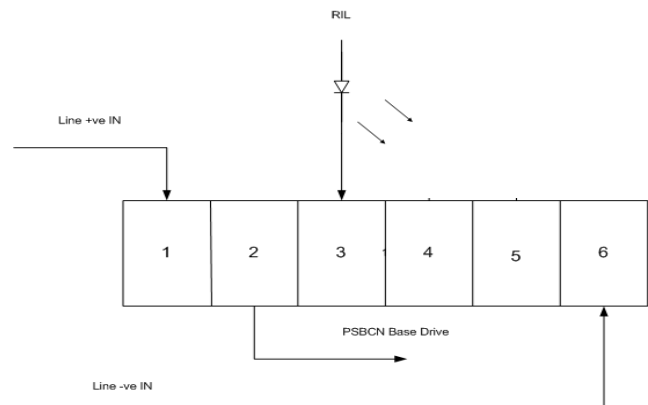 RIL
Line +ve IN
1 2 3 4 5 6
PSBCN Base Drive
Line -ve IN